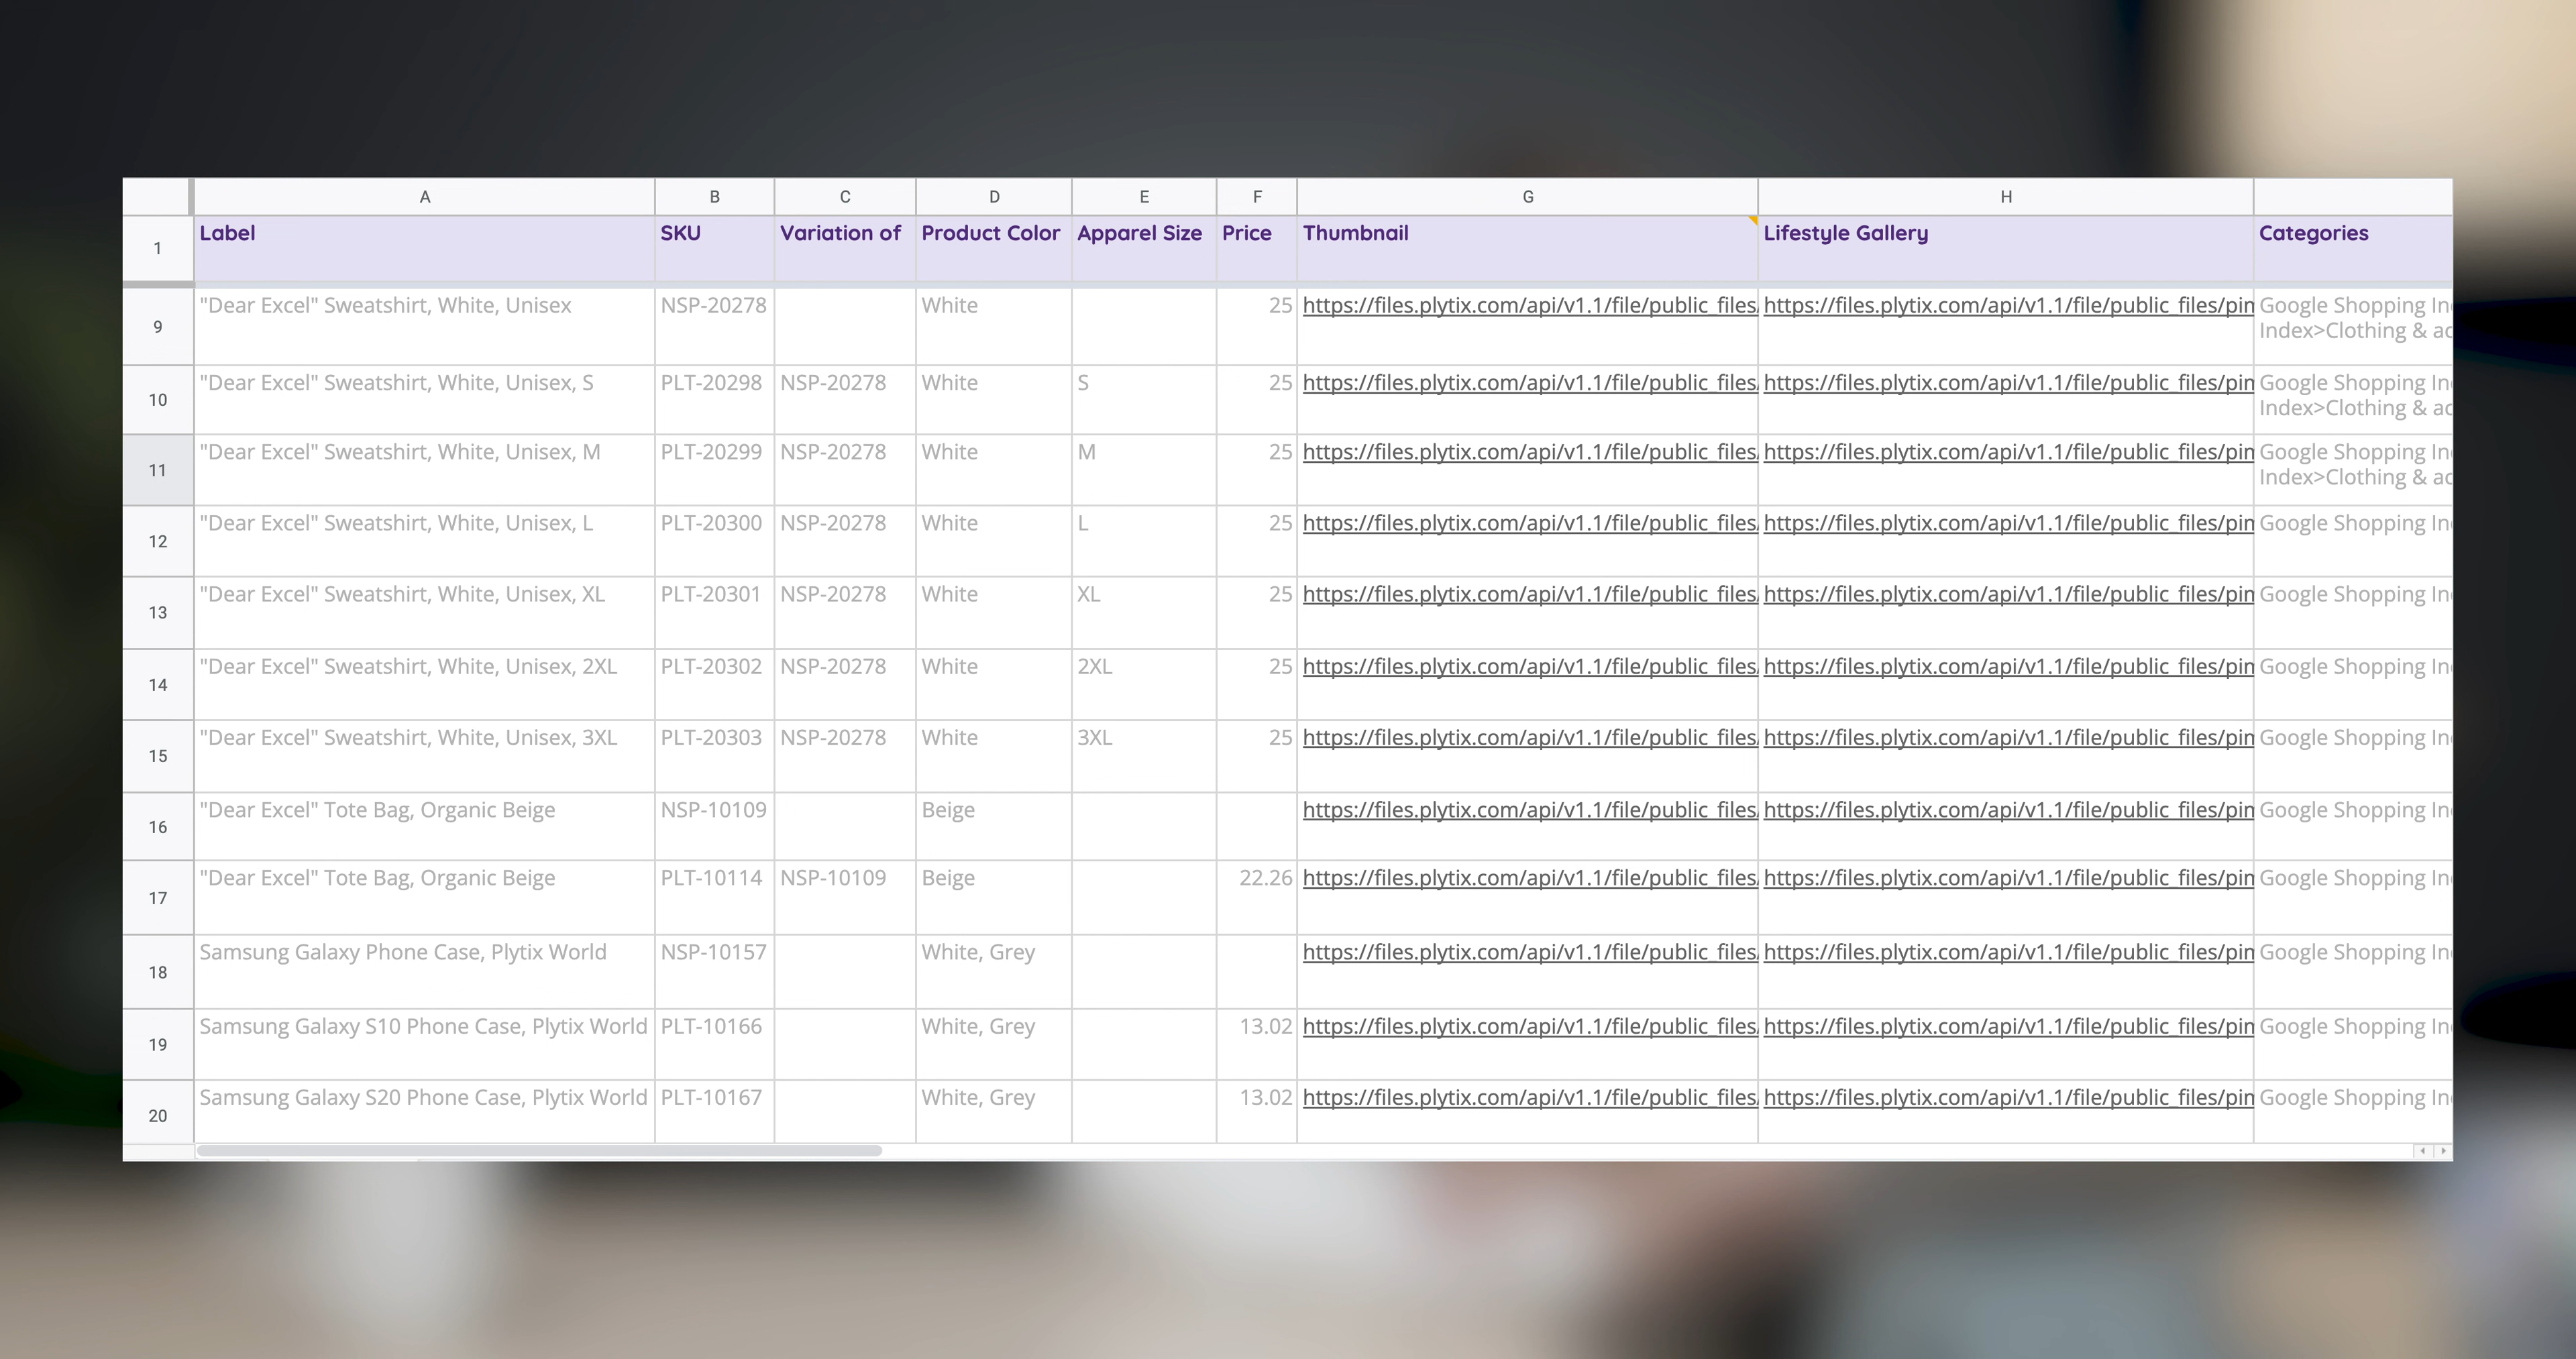 A B C D E F G H
1 Label SKU Variation of Product Color Apparel Size Price Thumbnail Lifestyle Gallery Categories
9 "Dear Excel" Sweatshirt, White, Unisex NSP-20278 White 25 https://files.plytix.com/api/v1.1/file/public_files/ https://files.plytix.com/api/v1.1/file/public_files/pin Google Shopping In
Index>Clothing & ac
10 "Dear Excel" Sweatshirt, White, Unisex, S PLT-20298 NSP-20278 White S 25 https://files.plytix.com/api/v1.1/file/public_files/ https://files.plytix.com/api/v1.1/file/public_files/pin Google Shopping In
Index>Clothing & ac
11 "Dear Excel" Sweatshirt, White, Unisex, M PLT-20299 NSP-20278 White M 25 https://files.plytix.com/api/v1.1/file/public_files/ https://files.plytix.com/api/v1.1/file/public_files/pin Google Shopping In
Index>Clothing & ac
12 "Dear Excel" Sweatshirt, White, Unisex, L PLT-20300 NSP-20278 White L 25 https://files.plytix.com/api/v1.1/file/public_files/ https://files.plytix.com/api/v1.1/file/public_files/pin Google Shopping In
13 "Dear Excel" Sweatshirt, White, Unisex, XL PLT-20301 NSP-20278 White XL 25 https://files.plytix.com/api/v1.1/file/public_files/ https://files.plytix.com/api/v1.1/file/public_files/pin Google Shopping In
14 "Dear Excel" Sweatshirt, White, Unisex, 2XL PLT-20302 NSP-20278 White 2XL 25 https://files.plytix.com/api/v1.1/file/public_files/ https://files.plytix.com/api/v1.1/file/public_files/pin Google Shopping In
15 "Dear Excel" Sweatshirt, White, Unisex, 3XL PLT-20303 NSP-20278 White 3XL 25 https://files.plytix.com/api/v1.1/file/public_files/ https://files.plytix.com/api/v1.1/file/public_files/pin Google Shopping In
16 "Dear Excel" Tote Bag, Organic Beige NSP-10109 Beige https://files.plytix.com/api/v1.1/file/public_files/ https://files.plytix.com/api/v1.1/file/public_files/pin Google Shopping In
17 "Dear Excel" Tote Bag, Organic Beige PLT-10114 NSP-10109 Beige 22.26 https://files.plytix.com/api/v1.1/file/public_files/ https://files.plytix.com/api/v1.1/file/public_files/pin Google Shopping In
18 Samsung Galaxy Phone Case, Plytix World NSP-10157 White, Grey https://files.plytix.com/api/v1.1/file/public_files/ https://files.plytix.com/api/v1.1/file/public_files/pin Google Shopping In
19 Samsung Galaxy S10 Phone Case, Plytix World PLT-10166 White, Grey 13.02 https://files.plytix.com/api/v1.1/file/public_files/ https://files.plytix.com/api/v1.1/file/public_files/pin Google Shopping In
20 Samsung Galaxy S20 Phone Case, Plytix World PLT-10167 White, Grey 13.02 https://files.plytix.com/api/v1.1/file/public_files/ https://files.plytix.com/api/v1.1/file/public_files/pin Google Shopping In